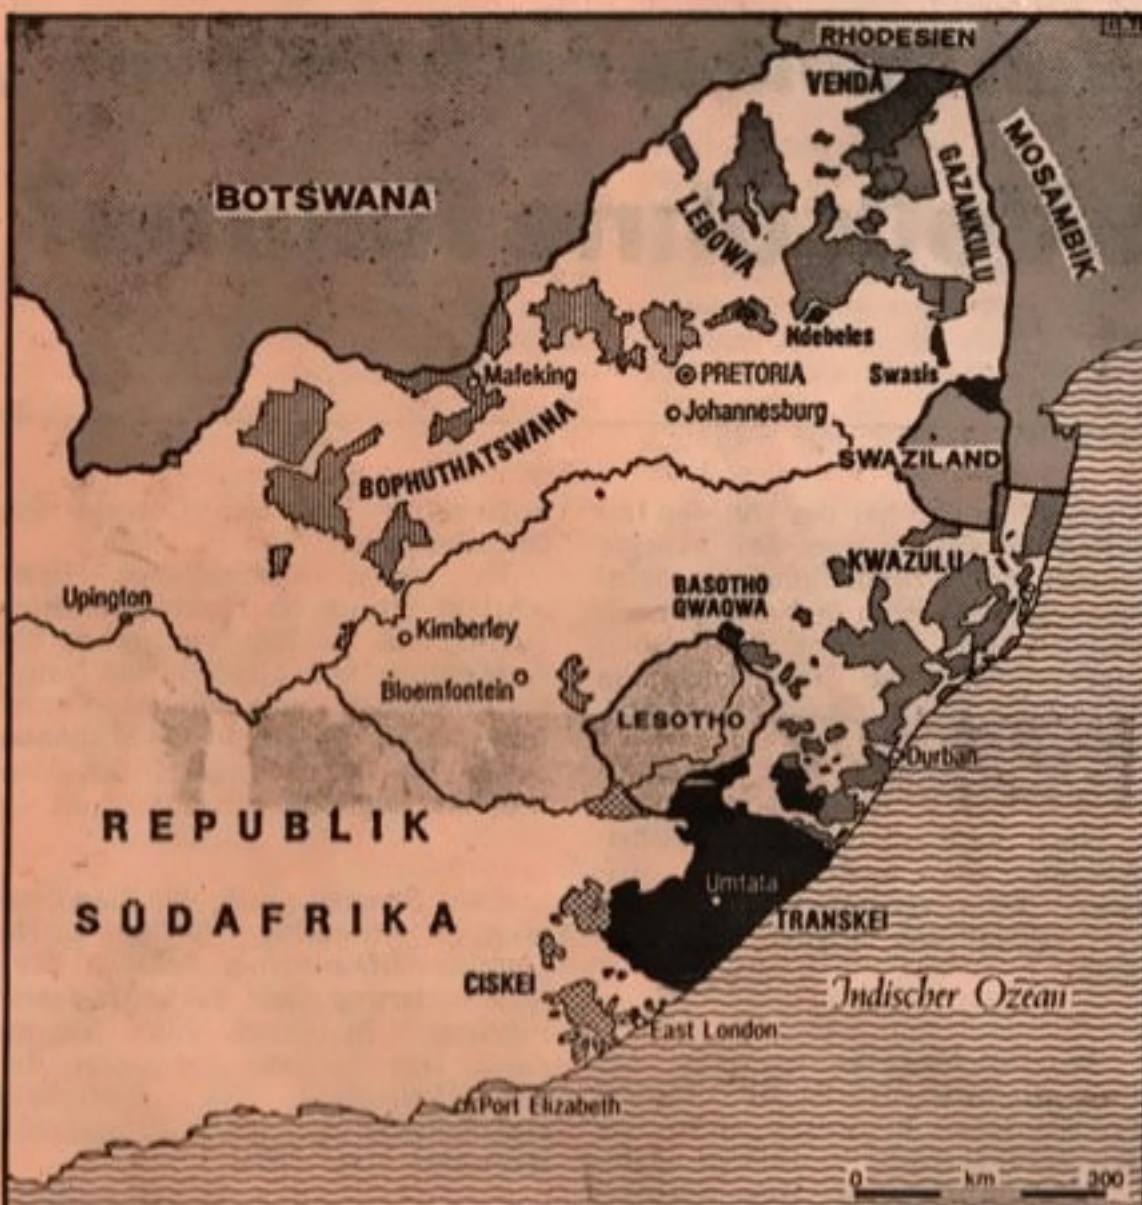 RHODESIEN
VENDA
MOSAMBIK
GAZANKULU
BOTSWANA
LEBOWA
Ndebeles
Mafeking
PRETORIA
Swasis
Johannesburg
BOPHUTHATSWANA
SWAZILAND
KWAZULU
BASOTHO
QWAQWA
Upington
Kimberley
Bloemfontein
LESOTHO
Durban
REPUBLIK
SÜDAFRIKA
Umtata
TRANSKEI
CISKEI
Indischer Ozean
East London
Port Elizabeth
0 km 300